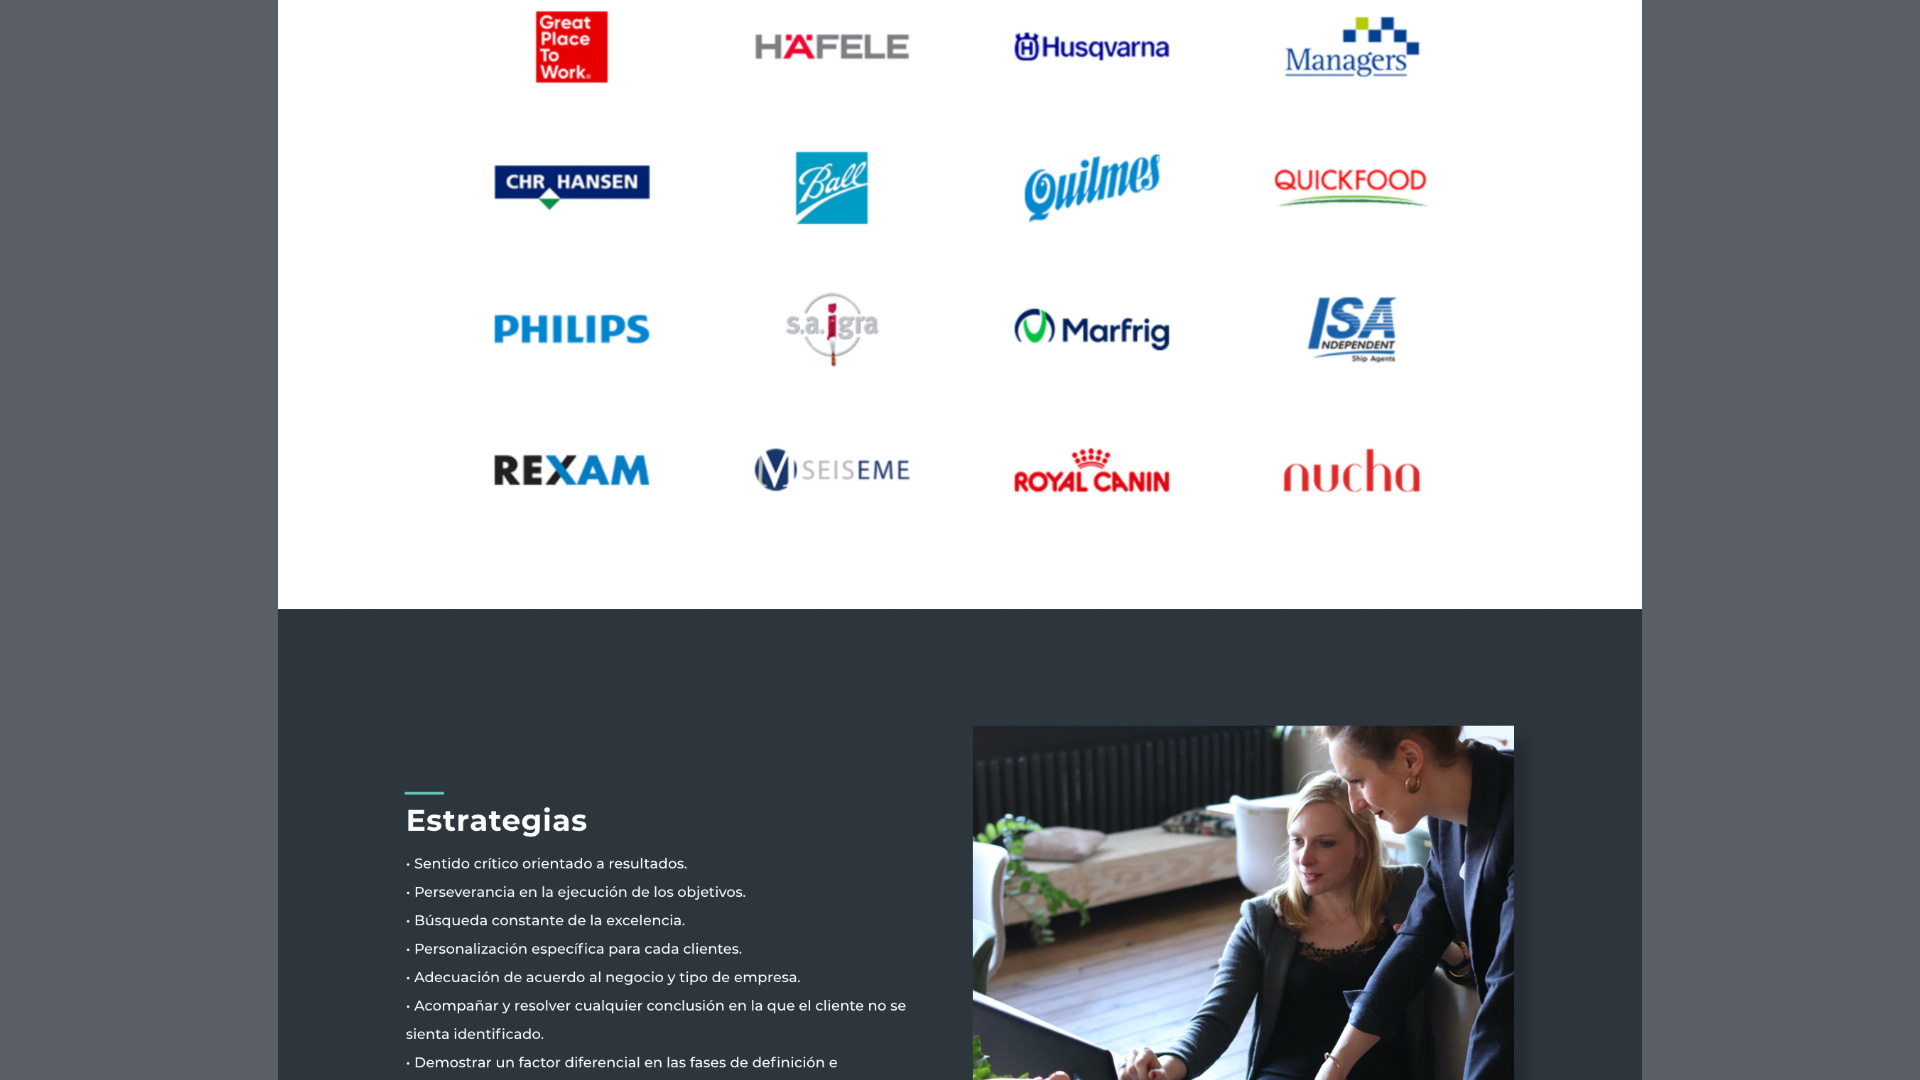 Great
Place
To
Work.
HÄFELE
Husqvarna
Managers
CHR HANSEN
Ball
Quilmes
QUICKFOOD
PHILIPS
s.a.igra
Marfrig
ISA
INDEPENDENT
Ship Agents
REXAM
M SEISEME
ROYAL CANIN
nucha
Estrategias
• Sentido crítico orientado a resultados.
• Perseverancia en la ejecución de los objetivos.
• Búsqueda constante de la excelencia.
• Personalización específica para cada clientes.
• Adecuación de acuerdo al negocio y tipo de empresa.
• Acompañar y resolver cualquier conclusión en la que el cliente no se
sienta identificado.
• Demostrar un factor diferencial en las fases de definición e